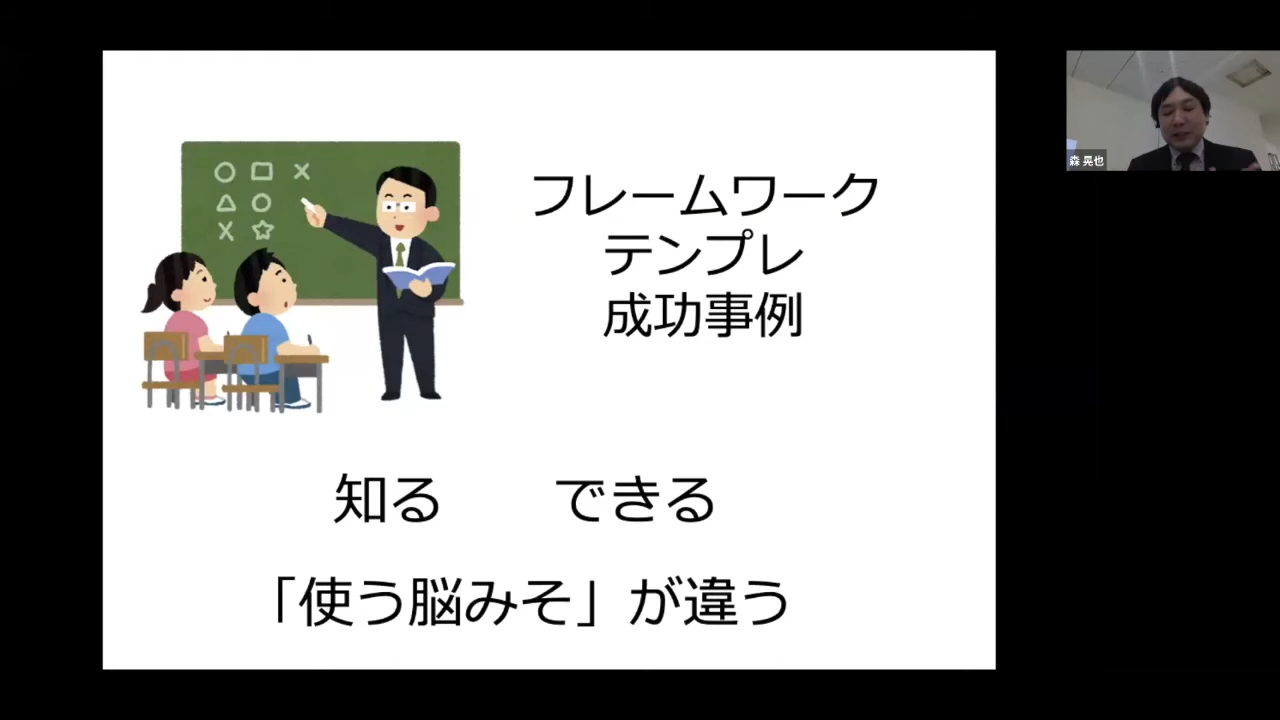 フレームワーク
テンプレ
成功事例
知る　　できる
「使う脳みそ」が違う
森 晃也